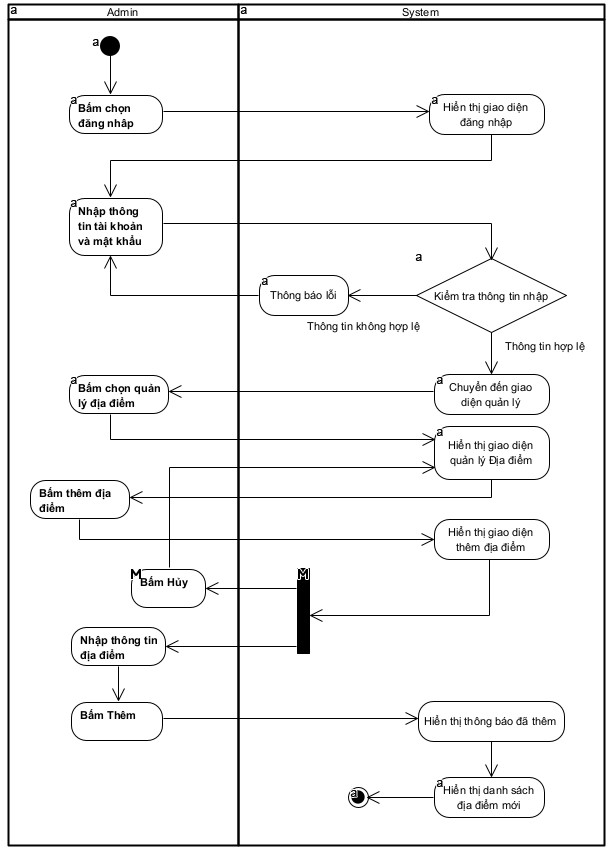 a
Admin
a
System
a
a
Bấm chọn
đăng nhâp
a
Hiển thị giao diện
đăng nhập
a
Nhập thông
tin tài khoản
và mật khẩu
a
Kiểm tra thông tin nhập
a
Thông báo lỗi
Thông tin không hợp lệ
Thông tin hợp lệ
a
Bấm chọn quản
lý địa điểm
a
Chuyển đến giao
diện quản lý
a
Hiển thị giao diện
quản lý Địa điểm
Bấm thêm địa
điểm
Hiển thị giao diện
thêm địa điểm
M
Bấm Hủy
M
Nhập thông tin
địa điểm
Bấm Thêm
Hiển thị thông báo đã thêm
a
a
Hiển thị danh sách
địa điểm mới